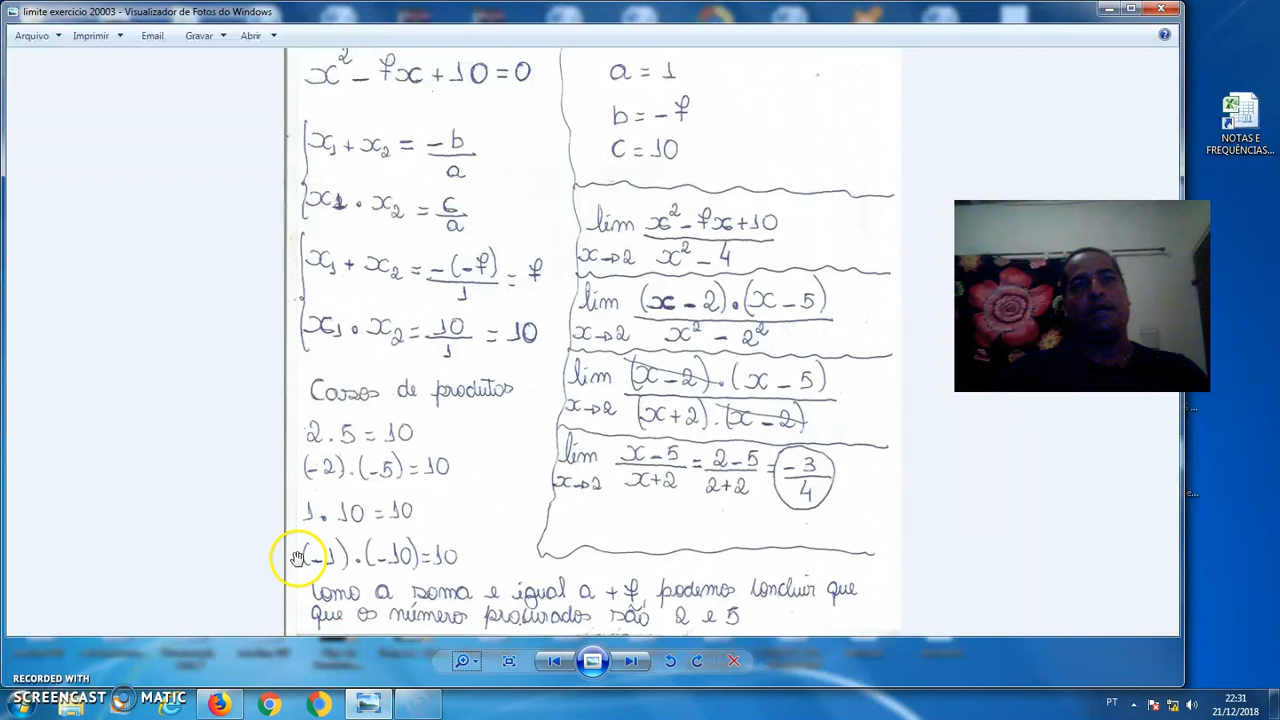 limite exercicio 20003 - Visualizador de Fotos do Windows
Arquivo Imprimir Email Gravar Abrir
x² - 7x + 10 = 0
x₁ + x₂ = -b/a
x₁ . x₂ = c/a
x₁ + x₂ = -(-7)/1 = 7
x₁ . x₂ = 10/1 = 10
Casos de produtos
2 . 5 = 10
(-2) . (-5) = 10
1 . 10 = 10
(-1) . (-10) = 10
Como a soma e igual a +7, podemos concluir que
que os número procurados são 2 e 5
a = 1
b = -7
c = 10
lim x→2 x² - 7x + 10 / x² - 4
lim x→2 (x - 2) . (x - 5) / x² - 2²
lim x→2 (x - 2) . (x - 5) / (x + 2) . (x - 2)
lim x→2 x - 5 / x + 2 = 2 - 5 / 2 + 2 = -3/4
NOTAS E
FREQUÊNCIAS...
RECORDED WITH
SCREENCAST MATIC
PT
22:31
21/12/2018